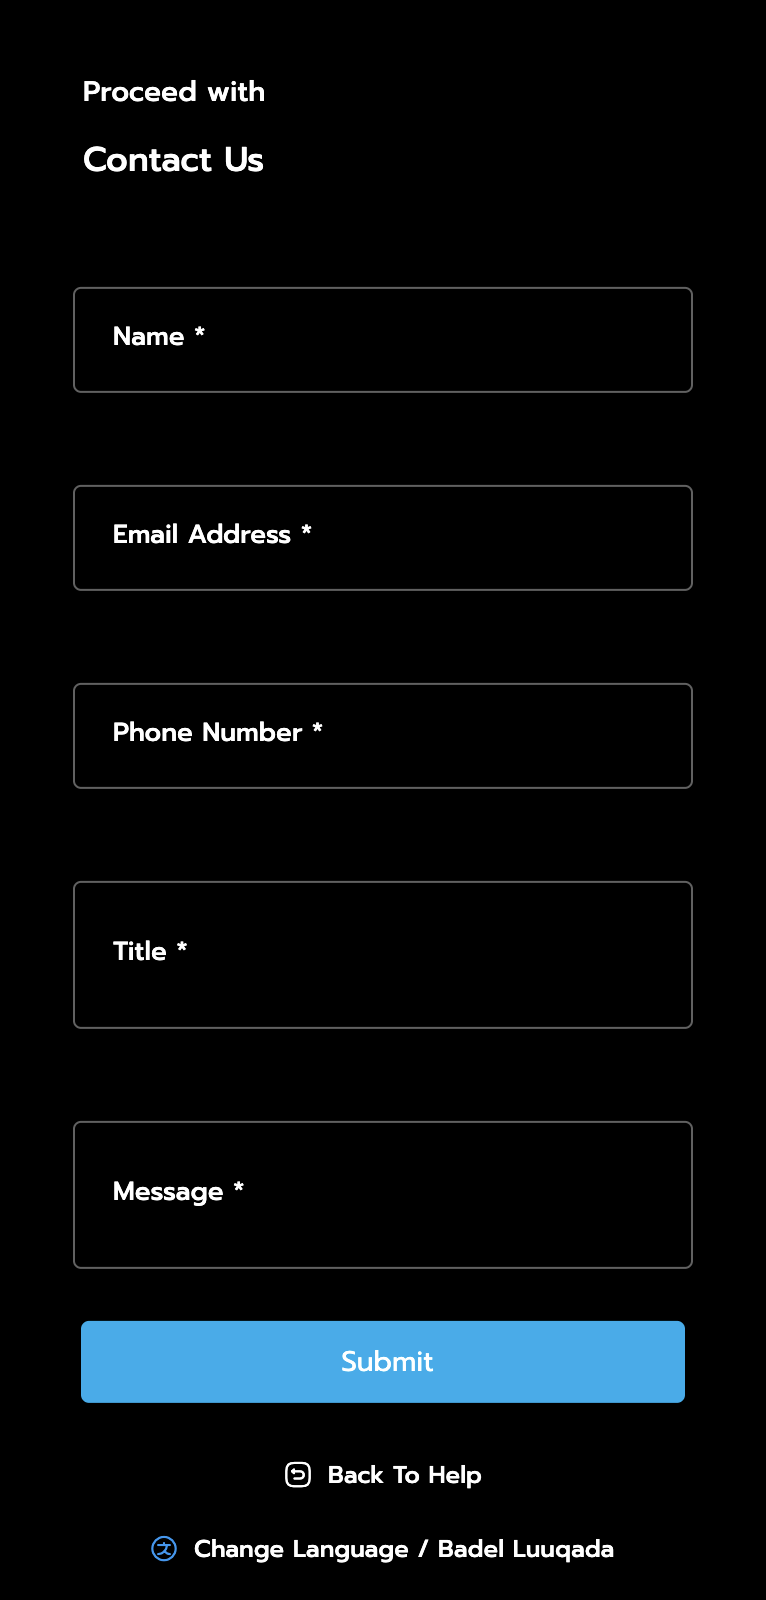 Proceed with
Contact Us
Name *
Email Address *
Phone Number *
Title *
Message *
Submit
Back To Help
Change Language / Badel Luuqada